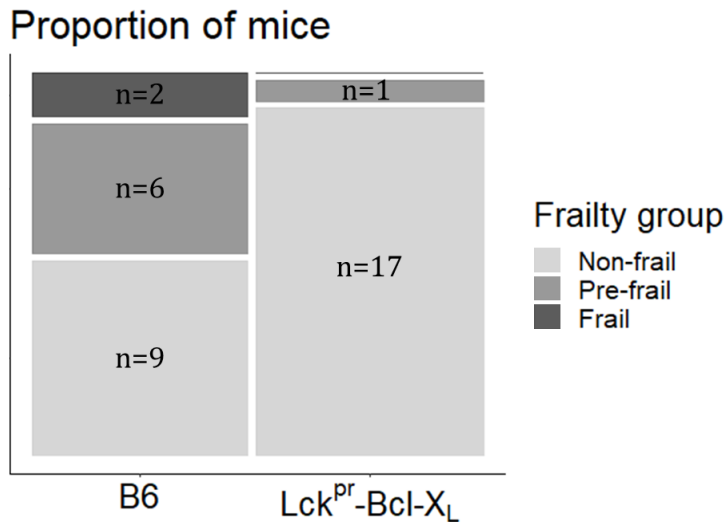 Proportion of mice
n=2
n=1
n=6
n=17
n=9
Frailty group
Non-frail
Pre-frail
Frail
B6
Lck^pr-Bcl-X_L